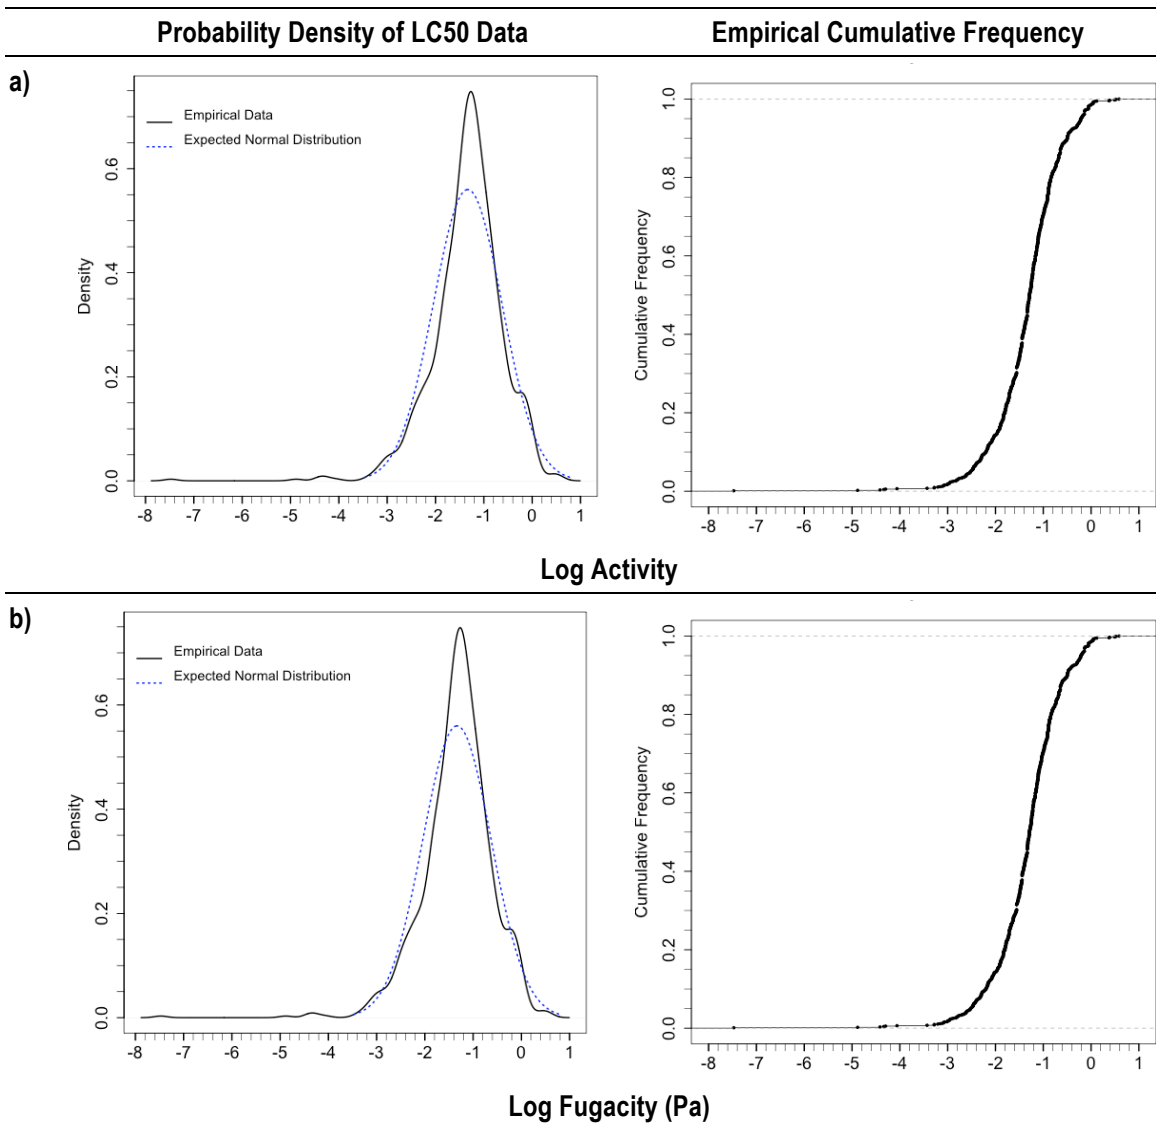 Probability Density of LC50 Data
Empirical Cumulative Frequency
a)
Empirical Data
Expected Normal Distribution
Density
0.0 0.2 0.4 0.6
-8 -7 -6 -5 -4 -3 -2 -1 0 1
Cumulative Frequency
0.0 0.2 0.4 0.6 0.8 1.0
-8 -7 -6 -5 -4 -3 -2 -1 0 1
Log Activity
b)
Empirical Data
Expected Normal Distribution
Density
0.0 0.2 0.4 0.6
-8 -7 -6 -5 -4 -3 -2 -1 0 1
Cumulative Frequency
0.0 0.2 0.4 0.6 0.8 1.0
-8 -7 -6 -5 -4 -3 -2 -1 0 1
Log Fugacity (Pa)